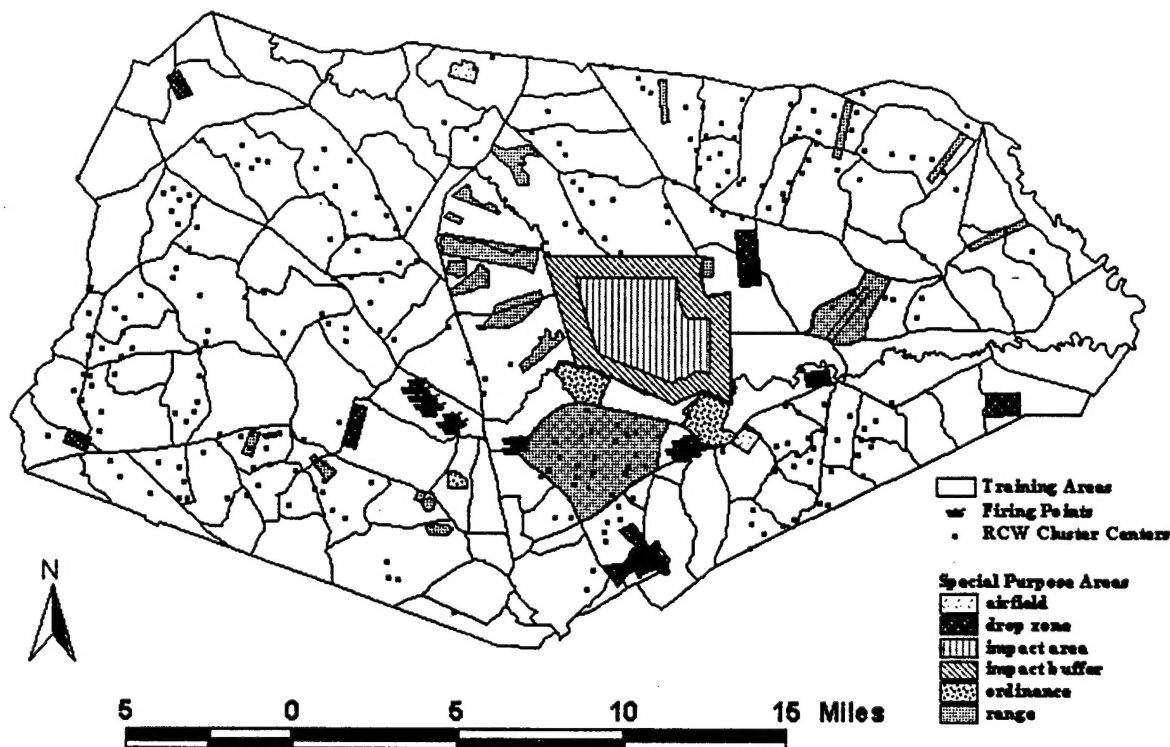 Training Areas
Firing Points
RCW Cluster Centers
N
Special Purpose Areas
airfield
drop zone
impact area
impact buffer
ordinance
range
5 0 5 10 15 Miles